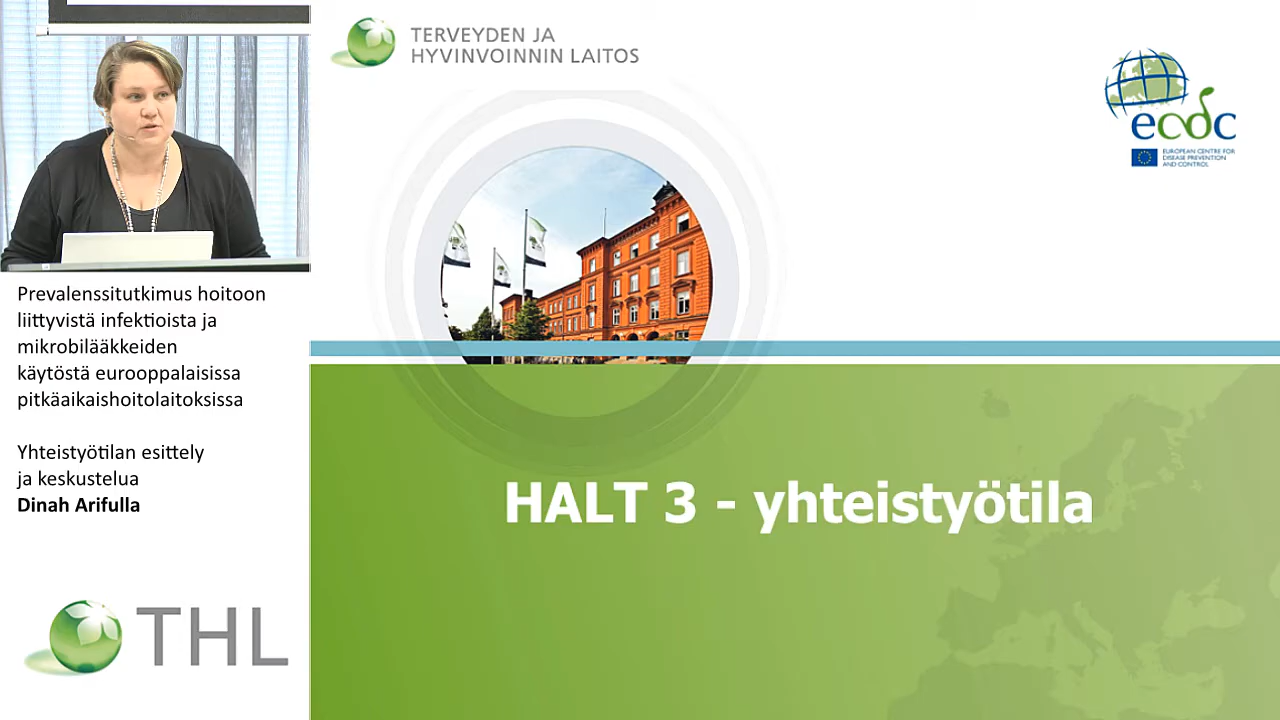 TERVEYDEN JA
HYVINVOINNIN LAITOS
ecdc
EUROPEAN CENTRE FOR
DISEASE PREVENTION
AND CONTROL
Prevalenssitutkimus hoitoon
liittyvistä infektioista ja
mikrobilääkkeiden
käytöstä eurooppalaisissa
pitkäaikaishoitolaitoksissa
Yhteistyötilan esittely
ja keskustelua
Dinah Arifulla
THL
HALT 3 - yhteistyötila